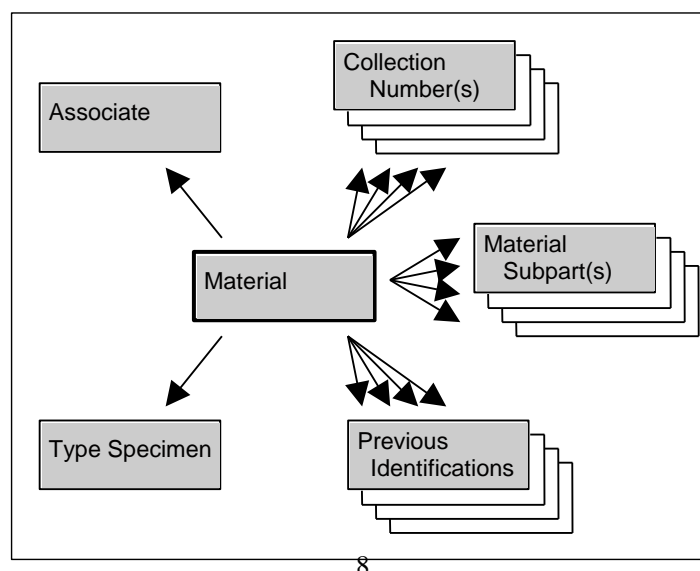 Collection
Number(s)
Associate
Material
Subpart(s)
Material
Type Specimen
Previous
Identifications
8